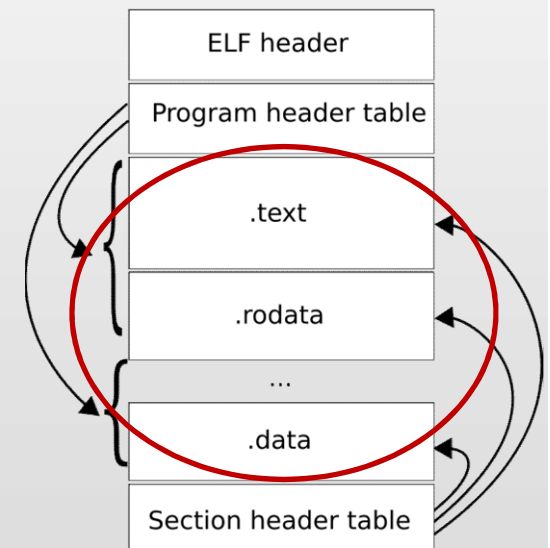 ELF header
Program header table
.text
.rodata
...
.data
Section header table